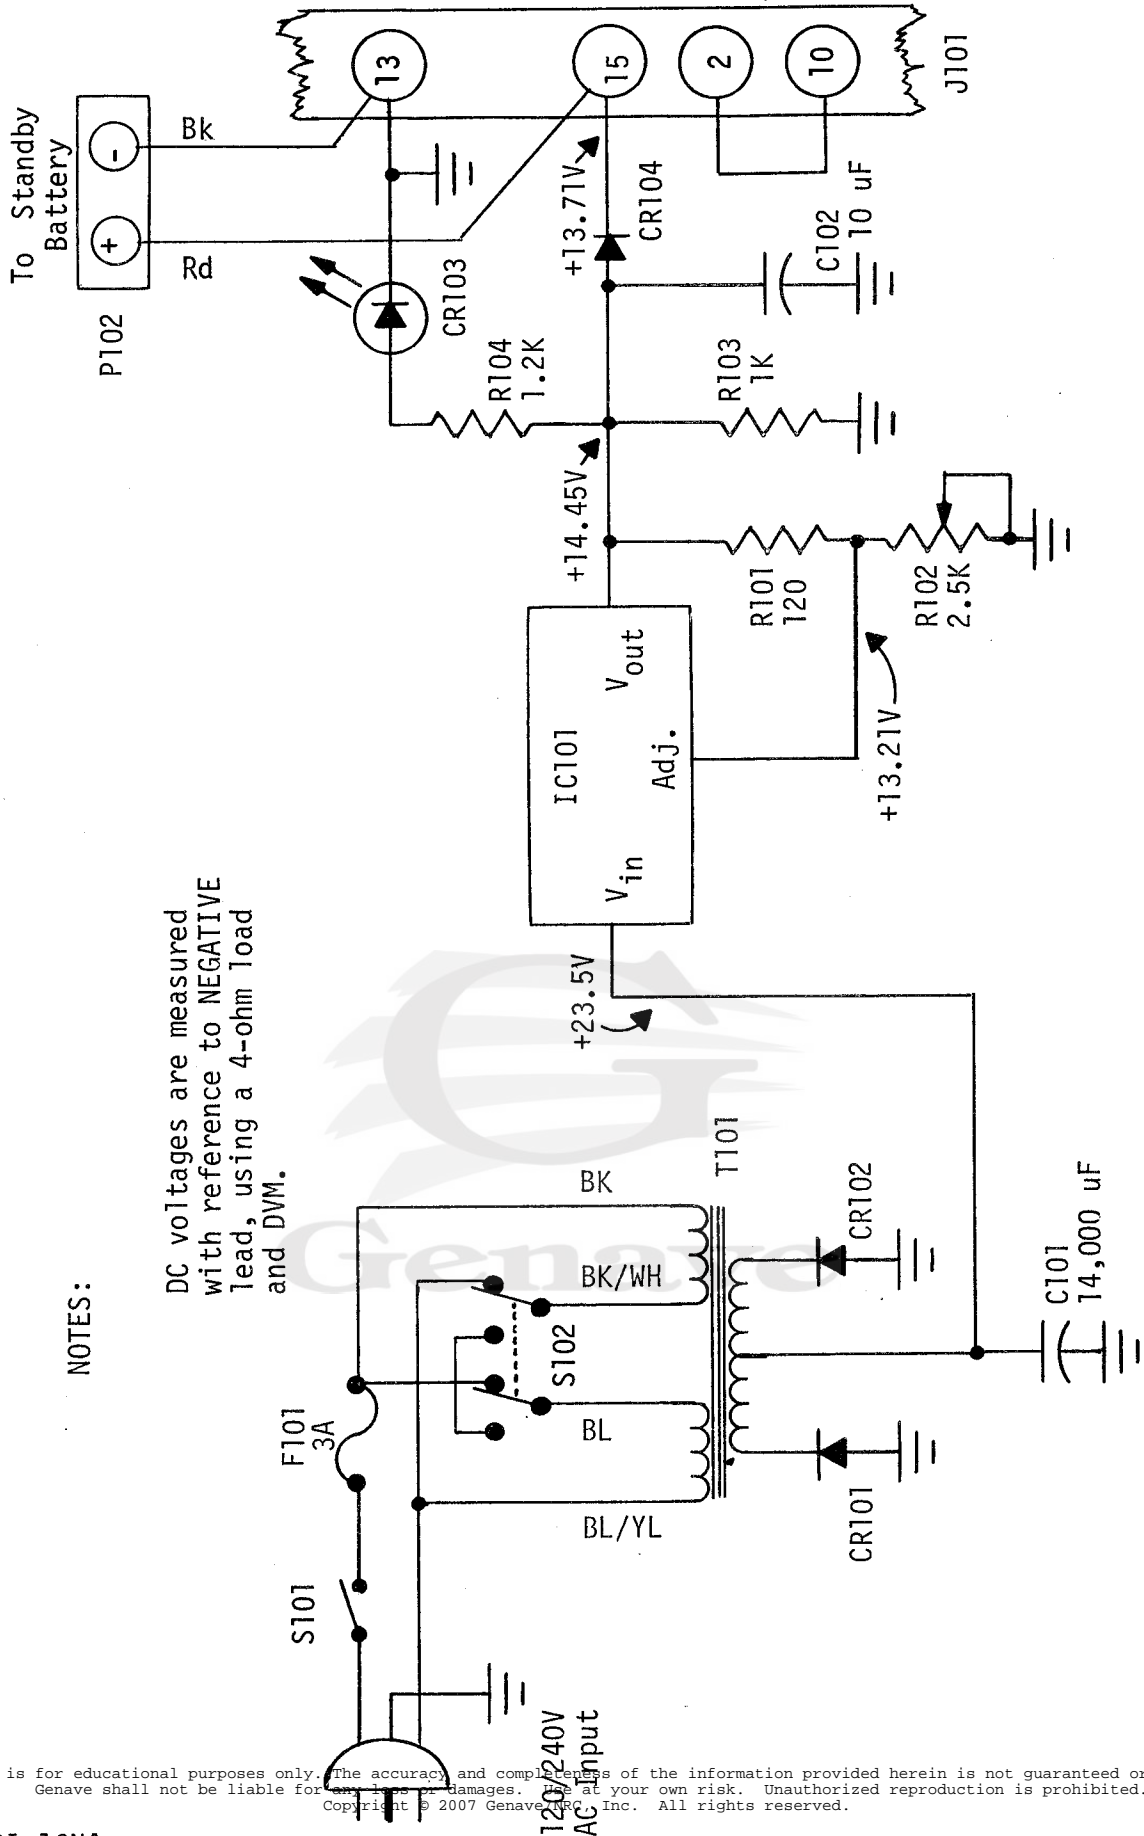 NOTES:
DC voltages are measured
with reference to NEGATIVE
lead, using a 4-ohm load
and DVM.
To Standby
Battery
+
-
P102
Bk
Rd
13
15
2
10
J101
CR103
R104
1.2K
+13.71V
CR104
C102
10 uF
R103
1K
+14.45V
R101
120
R102
2.5K
+13.21V
IC101
Vin
Vout
Adj.
+23.5V
T101
BK
BK/WH
S102
BL
BL/YL
F101
3A
S101
120/240V
AC Input
CR102
CR101
C101
14,000 uF
Genave
is for educational purposes only. The accuracy and completeness of the information provided herein is not guaranteed or
Genave shall not be liable for any loss or damages. Use at your own risk. Unauthorized reproduction is prohibited.
Copyright © 2007 Genave/NRC, Inc. All rights reserved.